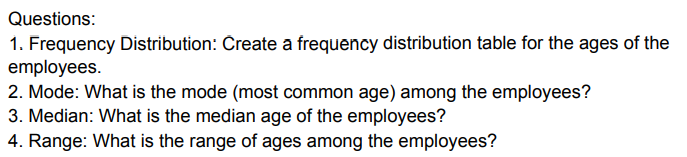 Questions:
1. Frequency Distribution: Create a frequency distribution table for the ages of the
employees.
2. Mode: What is the mode (most common age) among the employees?
3. Median: What is the median age of the employees?
4. Range: What is the range of ages among the employees?